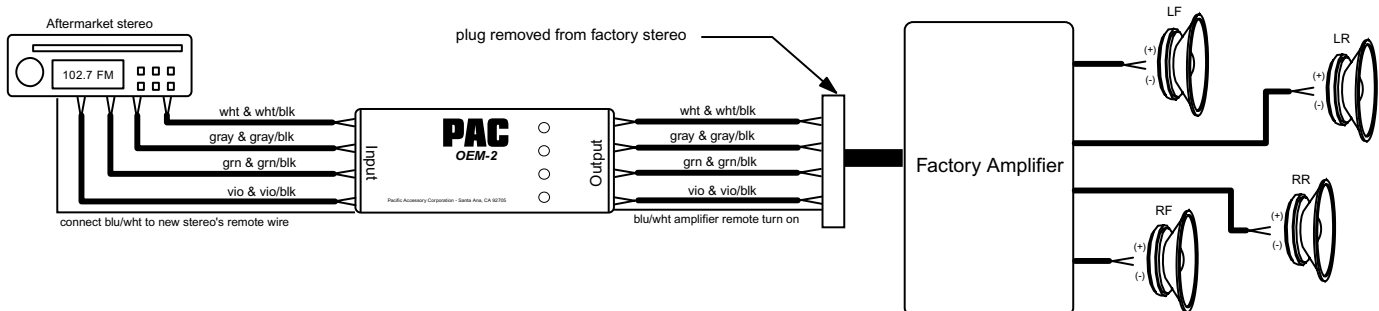 Aftermarket stereo
102.7 FM
wht & wht/blk
gray & gray/blk
grn & grn/blk
vio & vio/blk
connect blu/wht to new stereo's remote wire
Input
PAC
OEM-2
Pacific Accessory Corporation - Santa Ana, CA 92705
Output
plug removed from factory stereo
wht & wht/blk
gray & gray/blk
grn & grn/blk
vio & vio/blk
blu/wht amplifier remote turn on
Factory Amplifier
LF
(+)
(-)
LR
(+)
(-)
RR
(+)
(-)
RF
(+)
(-)